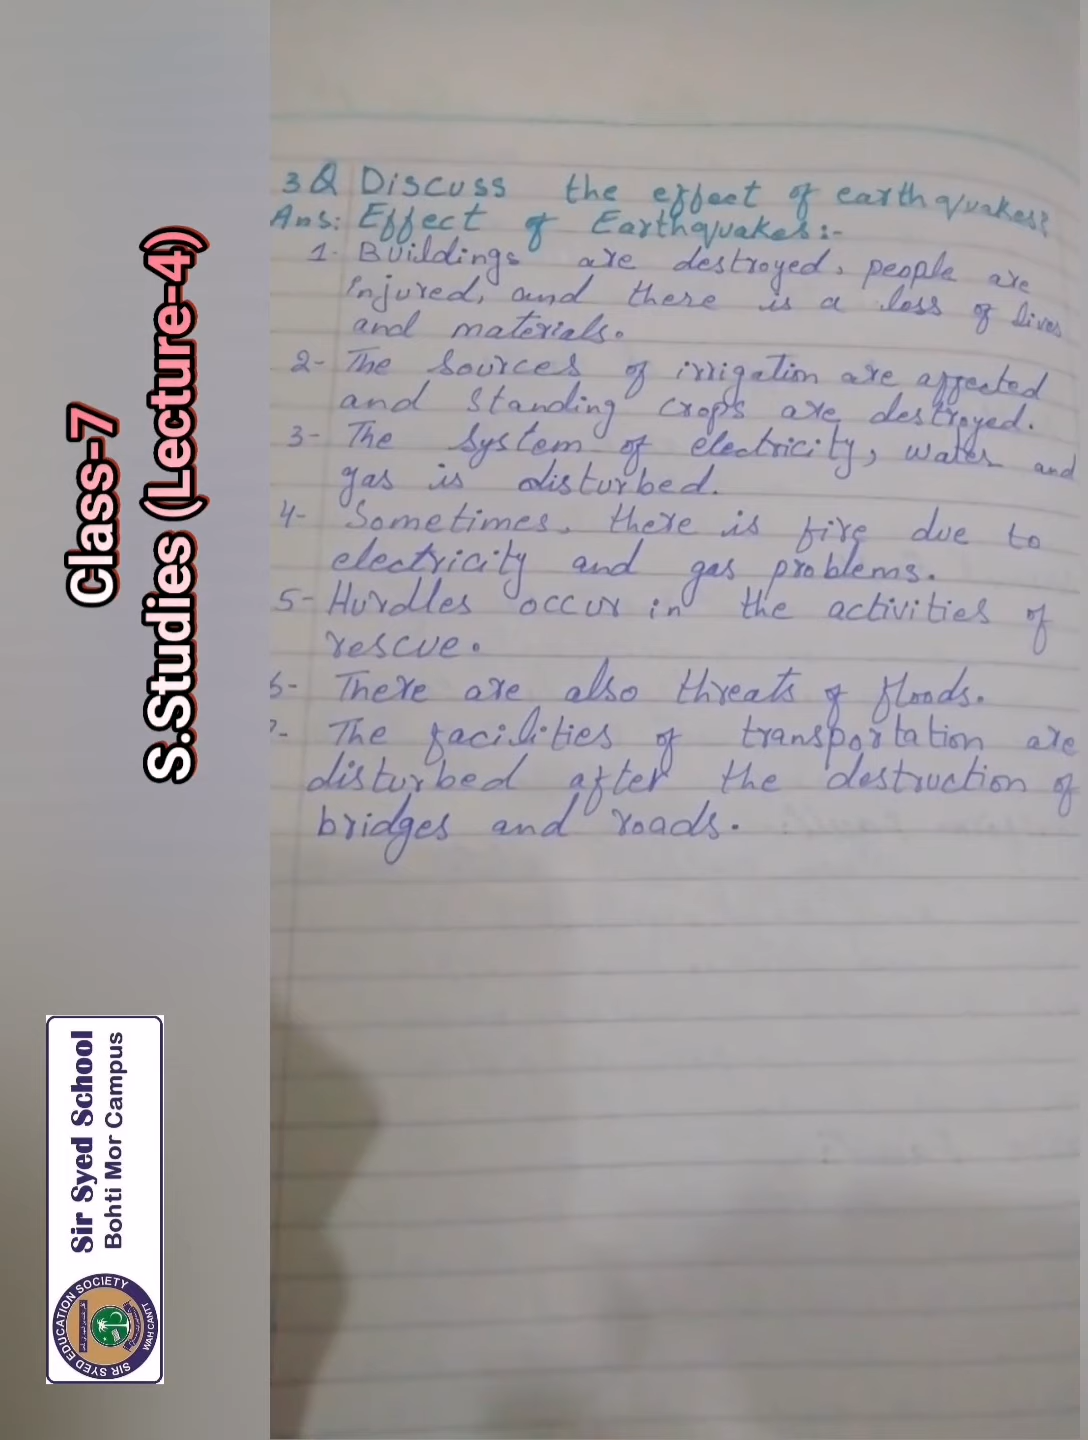 Class-7
S.Studies (Lecture-4)
Sir Syed School
Bohti Mor Campus
SIR SYED EDUCATION SOCIETY
WAH CANTT
3Q Discuss the effect of earthquakes?
Ans: Effect of Earthquakes:-
1- Buildings are destroyed, people are
injured, and there is a loss of lives
and materials.
2- The sources of irrigation are affected
and standing crops are destroyed.
3- The system of electricity, water and
gas is disturbed.
4- Sometimes, there is fire due to
electricity and gas problems.
5- Hurdles occur in the activities of
rescue.
6- There are also threats of floods.
7- The facilities of transportation are
disturbed after the destruction of
bridges and roads.